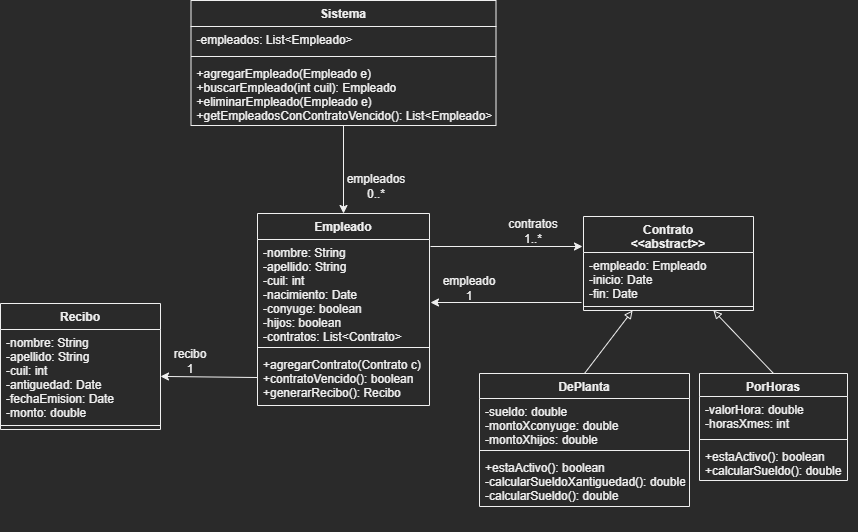 Sistema
-empleados: List<Empleado>
+agregarEmpleado(Empleado e)
+buscarEmpleado(int cuil): Empleado
+eliminarEmpleado(Empleado e)
+getEmpleadosConContratoVencido(): List<Empleado>
empleados
0..*
Empleado
-nombre: String
-apellido: String
-cuil: int
-nacimiento: Date
-conyuge: boolean
-hijos: boolean
-contratos: List<Contrato>
+agregarContrato(Contrato c)
+contratoVencido(): boolean
+generarRecibo(): Recibo
contratos
1..*
empleado
1
Contrato
<<abstract>>
-empleado: Empleado
-inicio: Date
-fin: Date
Recibo
-nombre: String
-apellido: String
-cuil: int
-antiguedad: Date
-fechaEmision: Date
-monto: double
recibo
1
DePlanta
-sueldo: double
-montoXconyuge: double
-montoXhijos: double
+estaActivo(): boolean
-calcularSueldoXantiguedad(): double
-calcularSueldo(): double
PorHoras
-valorHora: double
-horasXmes: int
+estaActivo(): boolean
+calcularSueldo(): double